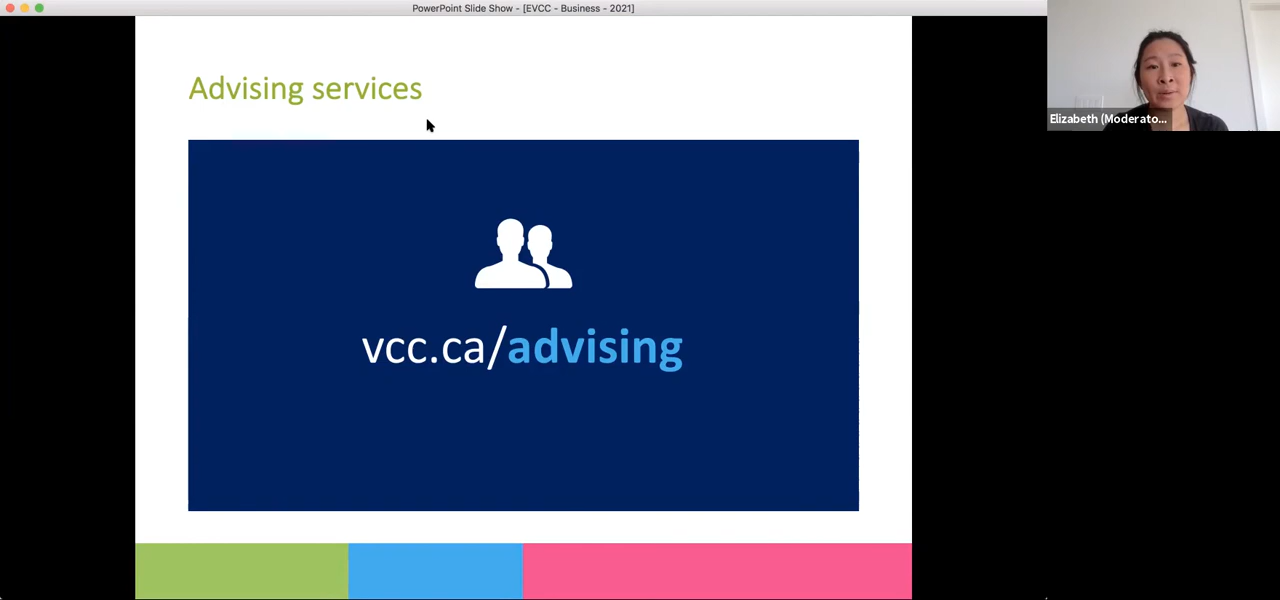 PowerPoint Slide Show - [EVCC - Business - 2021]
Advising services
vcc.ca/advising
Elizabeth (Moderato...